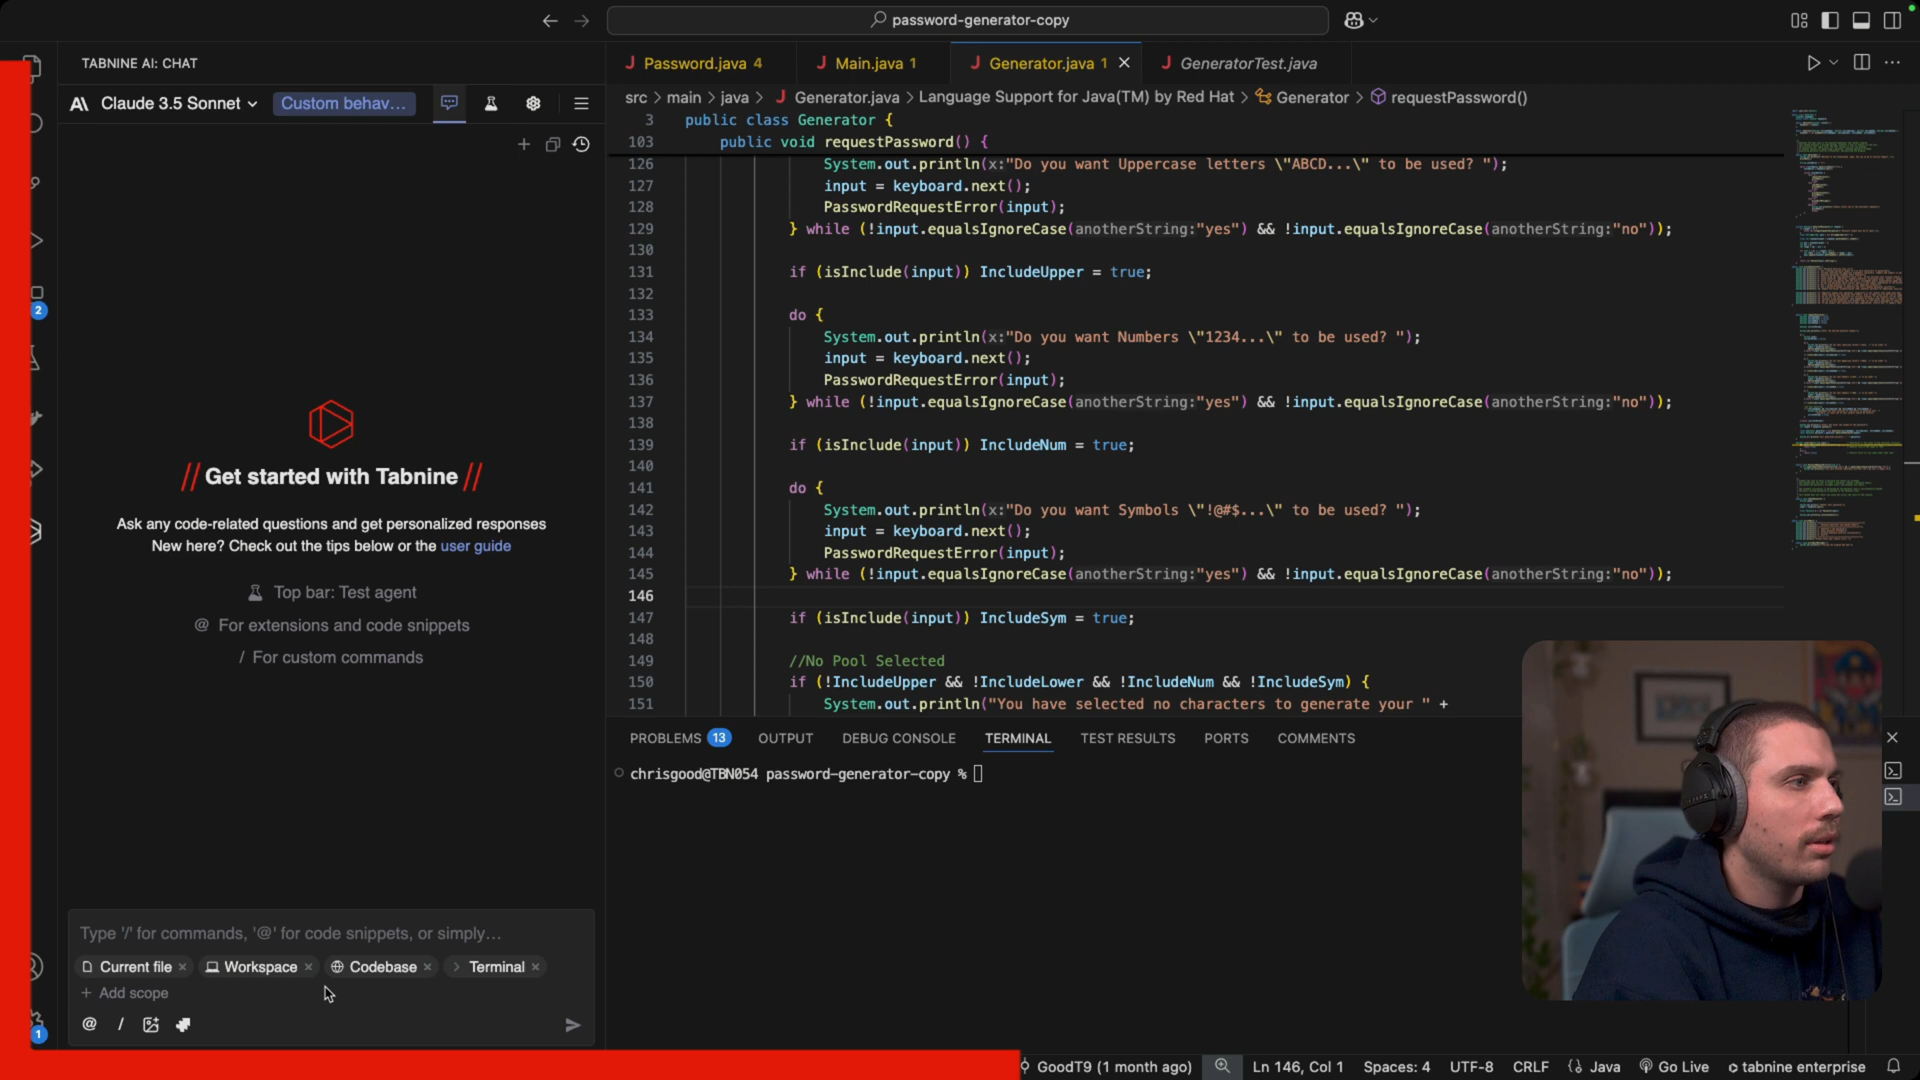 password-generator-copy
TABNINE AI: CHAT
Claude 3.5 Sonnet
Custom behav...
Password.java 4
Main.java 1
Generator.java 1
GeneratorTest.java
src > main > java > Generator.java > Language Support for Java(TM) by Red Hat > Generator > requestPassword()
3 public class Generator {
103 public void requestPassword() {
126 System.out.println(x:"Do you want Uppercase letters \"ABCD...\" to be used? ");
127 input = keyboard.next();
128 PasswordRequestError(input);
129 } while (!input.equalsIgnoreCase(anotherString:"yes") && !input.equalsIgnoreCase(anotherString:"no"));
130
131 if (isInclude(input)) IncludeUpper = true;
132
133 do {
134 System.out.println(x:"Do you want Numbers \"1234...\" to be used? ");
135 input = keyboard.next();
136 PasswordRequestError(input);
137 } while (!input.equalsIgnoreCase(anotherString:"yes") && !input.equalsIgnoreCase(anotherString:"no"));
138
139 if (isInclude(input)) IncludeNum = true;
140
141 do {
142 System.out.println(x:"Do you want Symbols \"!@#$...\" to be used? ");
143 input = keyboard.next();
144 PasswordRequestError(input);
145 } while (!input.equalsIgnoreCase(anotherString:"yes") && !input.equalsIgnoreCase(anotherString:"no"));
146
147 if (isInclude(input)) IncludeSym = true;
148
149 //No Pool Selected
150 if (!IncludeUpper && !IncludeLower && !IncludeNum && !IncludeSym) {
151 System.out.println("You have selected no characters to generate your " +
2
// Get started with Tabnine //
Ask any code-related questions and get personalized responses
New here? Check out the tips below or the user guide
Top bar: Test agent
@ For extensions and code snippets
/ For custom commands
PROBLEMS 13
OUTPUT
DEBUG CONSOLE
TERMINAL
TEST RESULTS
PORTS
COMMENTS
chrisgood@TBN054 password-generator-copy %
Type '/' for commands, '@' for code snippets, or simply...
Current file × Workspace × Codebase × > Terminal ×
+ Add scope
@ /
1
GoodT9 (1 month ago)
Ln 146, Col 1
Spaces: 4
UTF-8
CRLF
{} Java
Go Live
tabnine enterprise